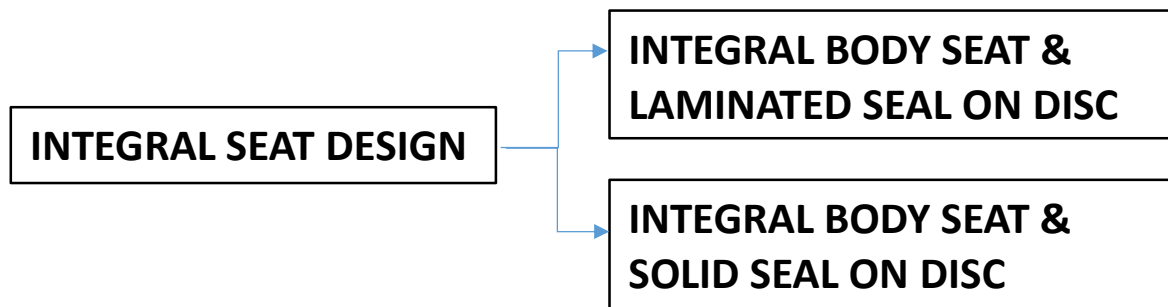 INTEGRAL SEAT DESIGN
INTEGRAL BODY SEAT &
LAMINATED SEAL ON DISC
INTEGRAL BODY SEAT &
SOLID SEAL ON DISC